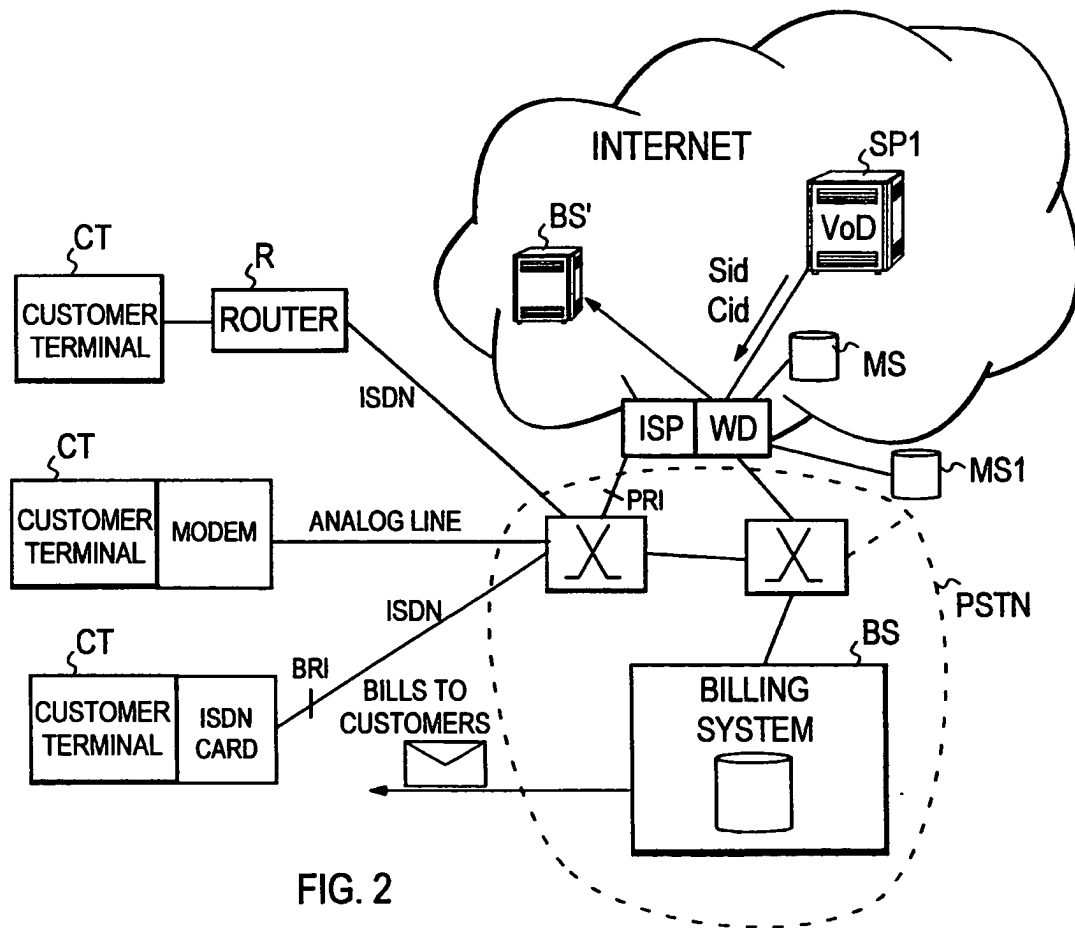 INTERNET
SP1
VoD
BS'
Sid
Cid
CT
R
CUSTOMER
TERMINAL
ROUTER
MS
ISDN
ISP
WD
MS1
CT
PRI
CUSTOMER
TERMINAL
MODEM
ANALOG LINE
PSTN
ISDN
CT
BS
BRI
CUSTOMER
TERMINAL
ISDN
CARD
BILLS TO
CUSTOMERS
BILLING
SYSTEM
FIG. 2